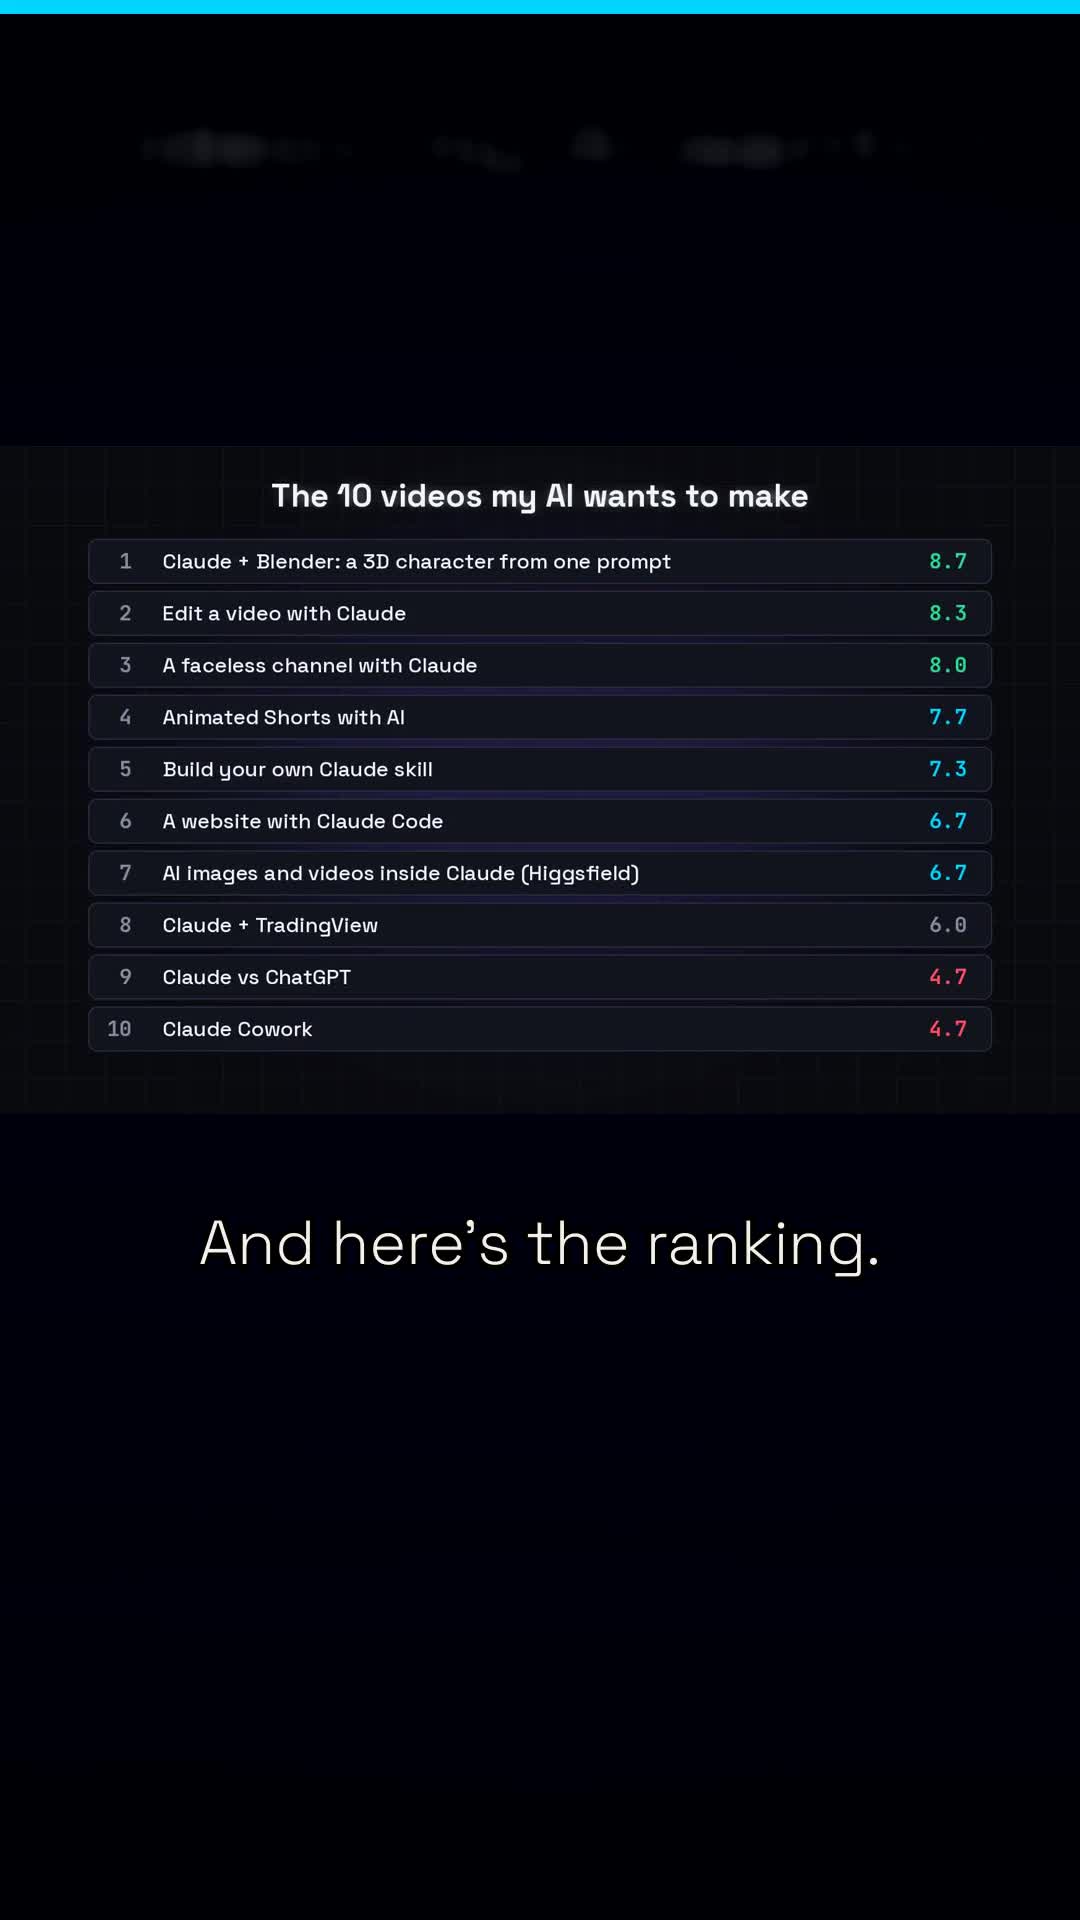 The 10 videos my AI wants to make
1 Claude + Blender: a 3D character from one prompt 8.7
2 Edit a video with Claude 8.3
3 A faceless channel with Claude 8.0
4 Animated Shorts with AI 7.7
5 Build your own Claude skill 7.3
6 A website with Claude Code 6.7
7 AI images and videos inside Claude (Higgsfield) 6.7
8 Claude + TradingView 6.0
9 Claude vs ChatGPT 4.7
10 Claude Cowork 4.7
And here’s the ranking.